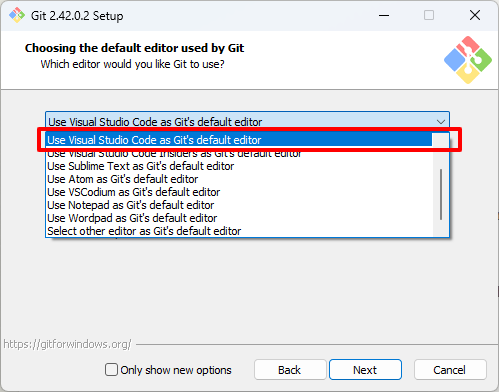 Git 2.42.0.2 Setup
Choosing the default editor used by Git
Which editor would you like Git to use?
Use Visual Studio Code as Git's default editor
Use Visual Studio Code as Git's default editor
Use Visual Studio Code Insiders as Git's default editor
Use Sublime Text as Git's default editor
Use Atom as Git's default editor
Use VSCodium as Git's default editor
Use Notepad as Git's default editor
Use Wordpad as Git's default editor
Select other editor as Git's default editor
https://gitforwindows.org/
Only show new options
Back
Next
Cancel